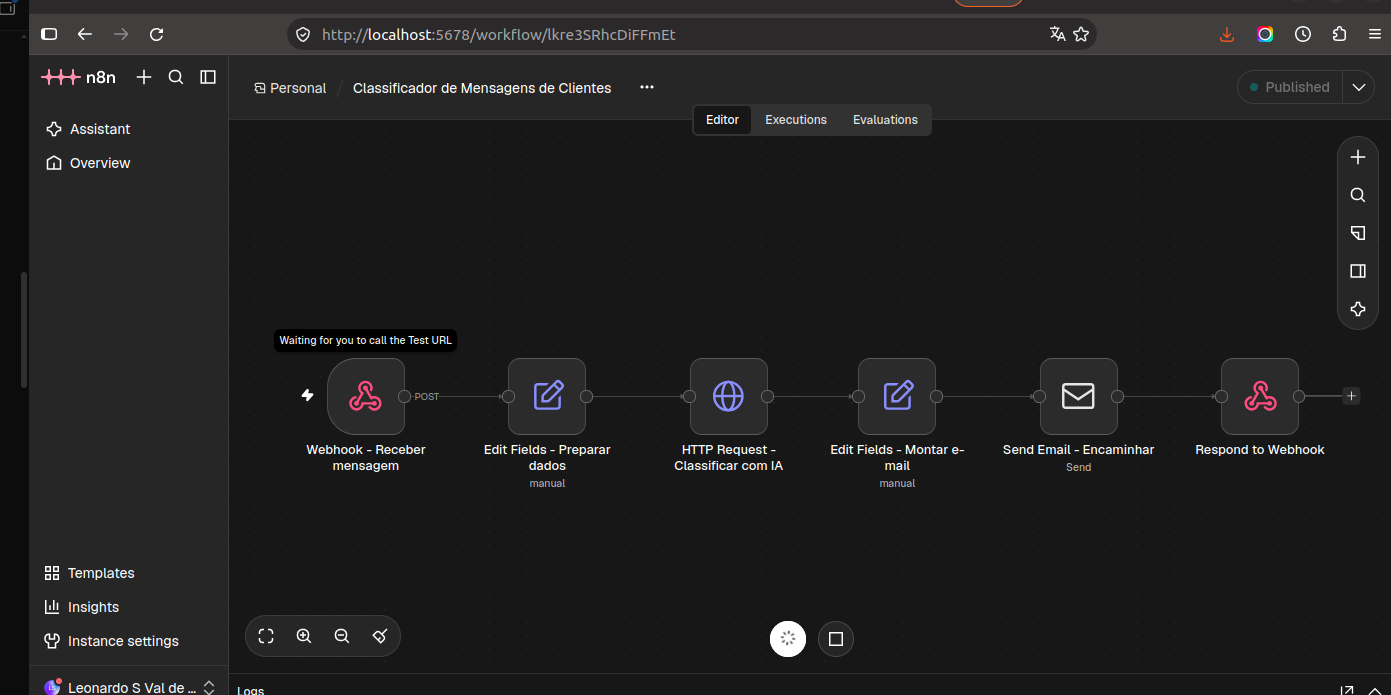 http://localhost:5678/workflow/lkre3SRhcDiFFmEt
n8n
Personal / Classificador de Mensagens de Clientes ···
Published
Editor Executions Evaluations
Assistant
Overview
Waiting for you to call the Test URL
POST
Webhook - Receber
mensagem
Edit Fields - Preparar
dados
manual
HTTP Request -
Classificar com IA
Edit Fields - Montar e-
mail
manual
Send Email - Encaminhar
Send
Respond to Webhook
Templates
Insights
Instance settings
Leonardo S Val de ...
Logs